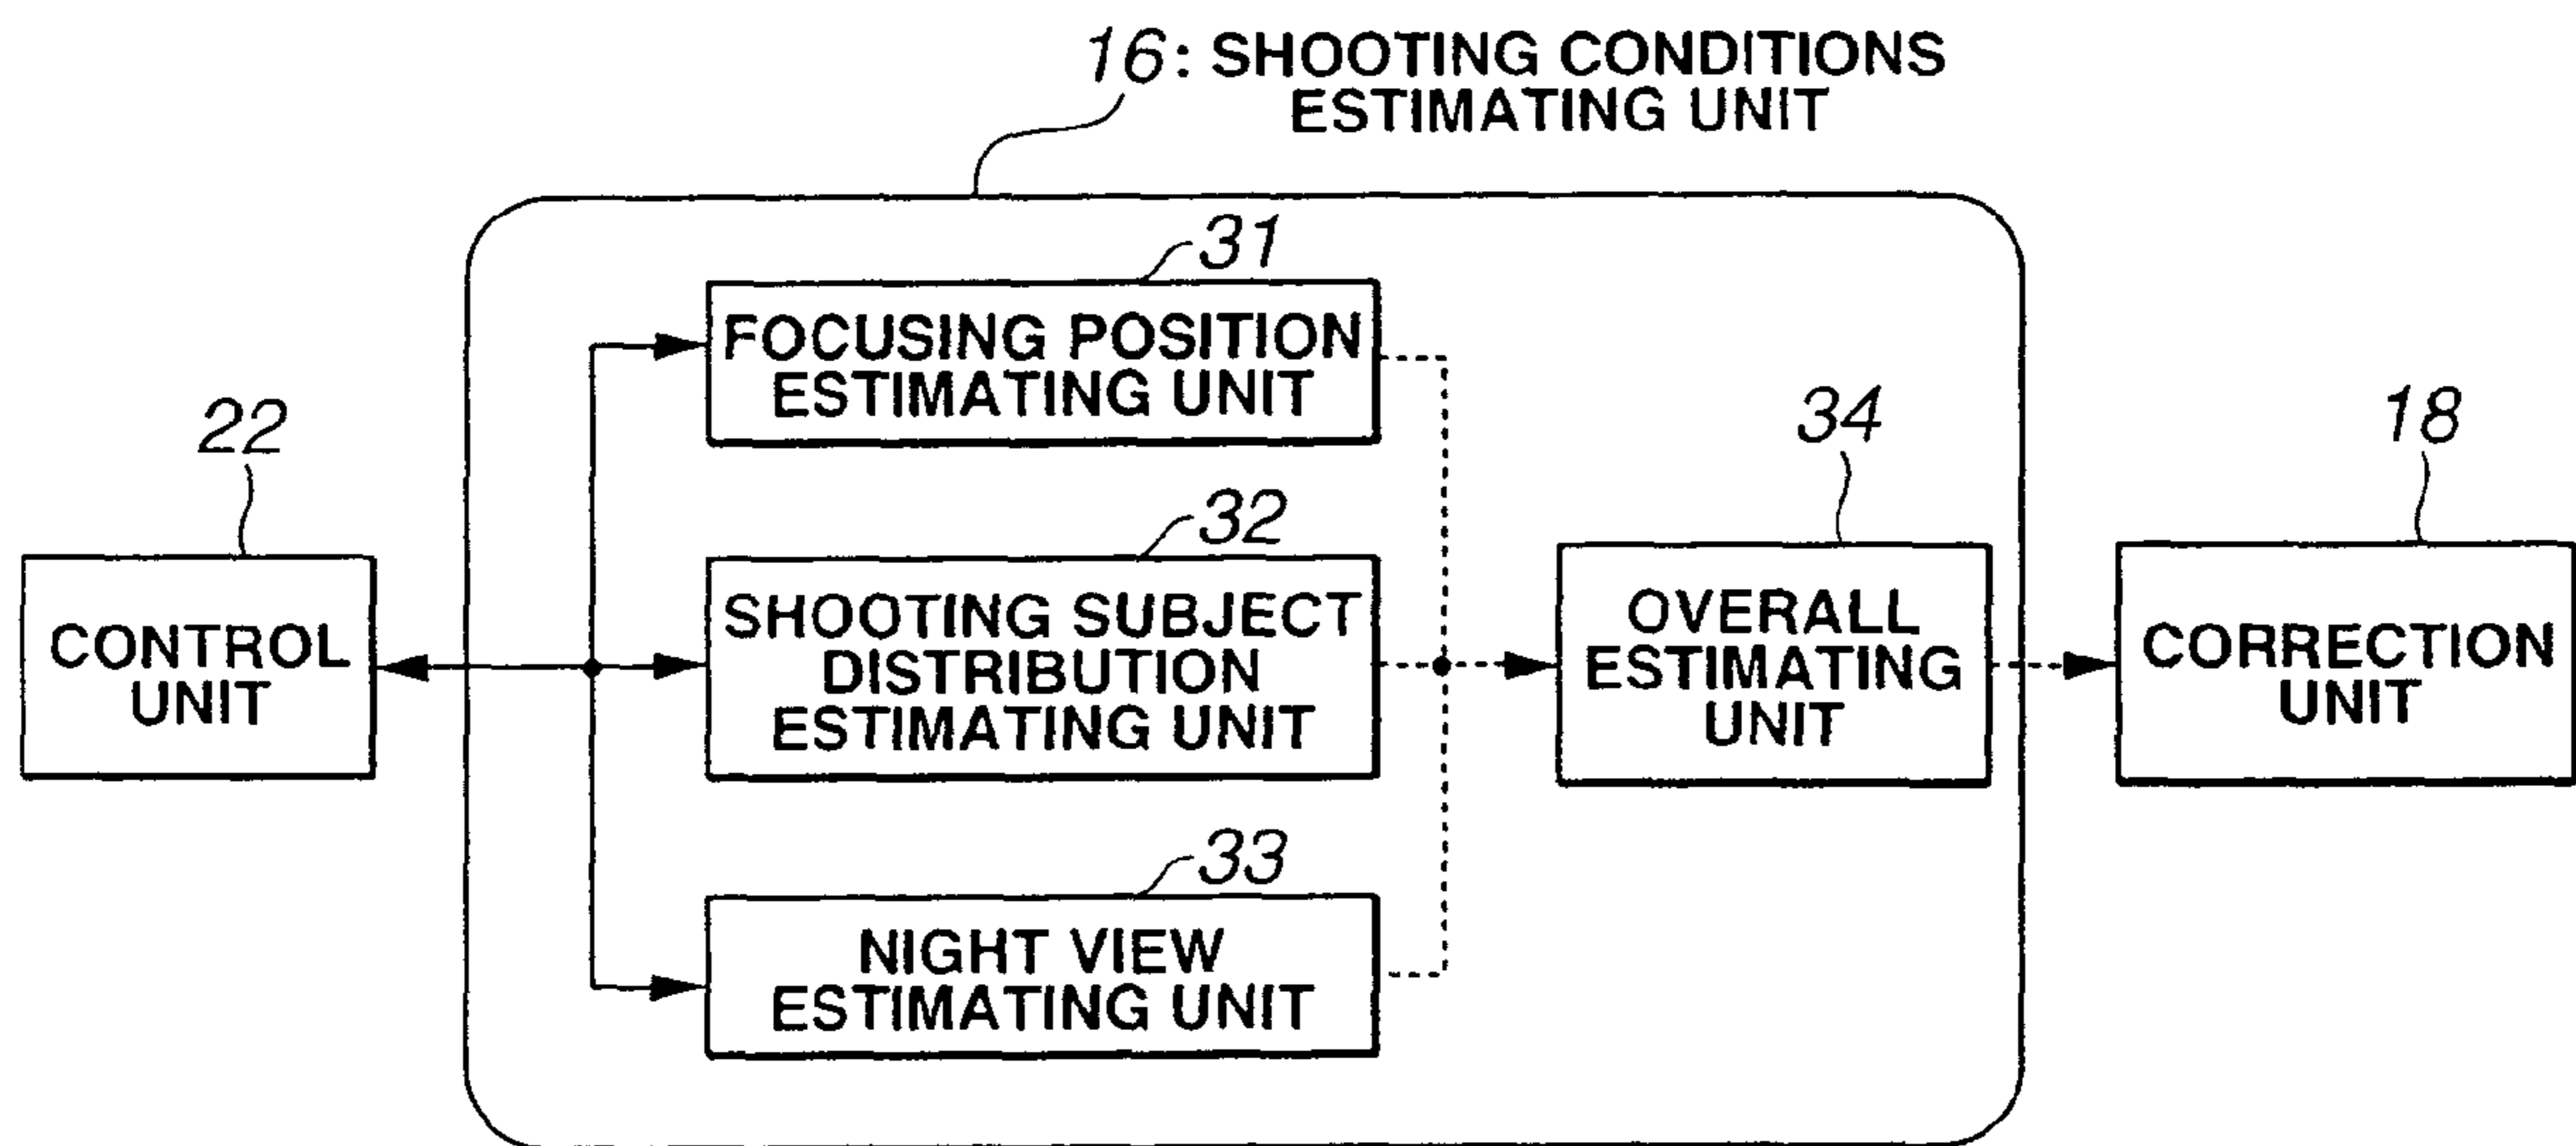 16: SHOOTING CONDITIONS
ESTIMATING UNIT
31
FOCUSING POSITION
ESTIMATING UNIT
22
CONTROL
UNIT
32
SHOOTING SUBJECT
DISTRIBUTION
ESTIMATING UNIT
34
OVERALL
ESTIMATING
UNIT
18
CORRECTION
UNIT
33
NIGHT VIEW
ESTIMATING UNIT